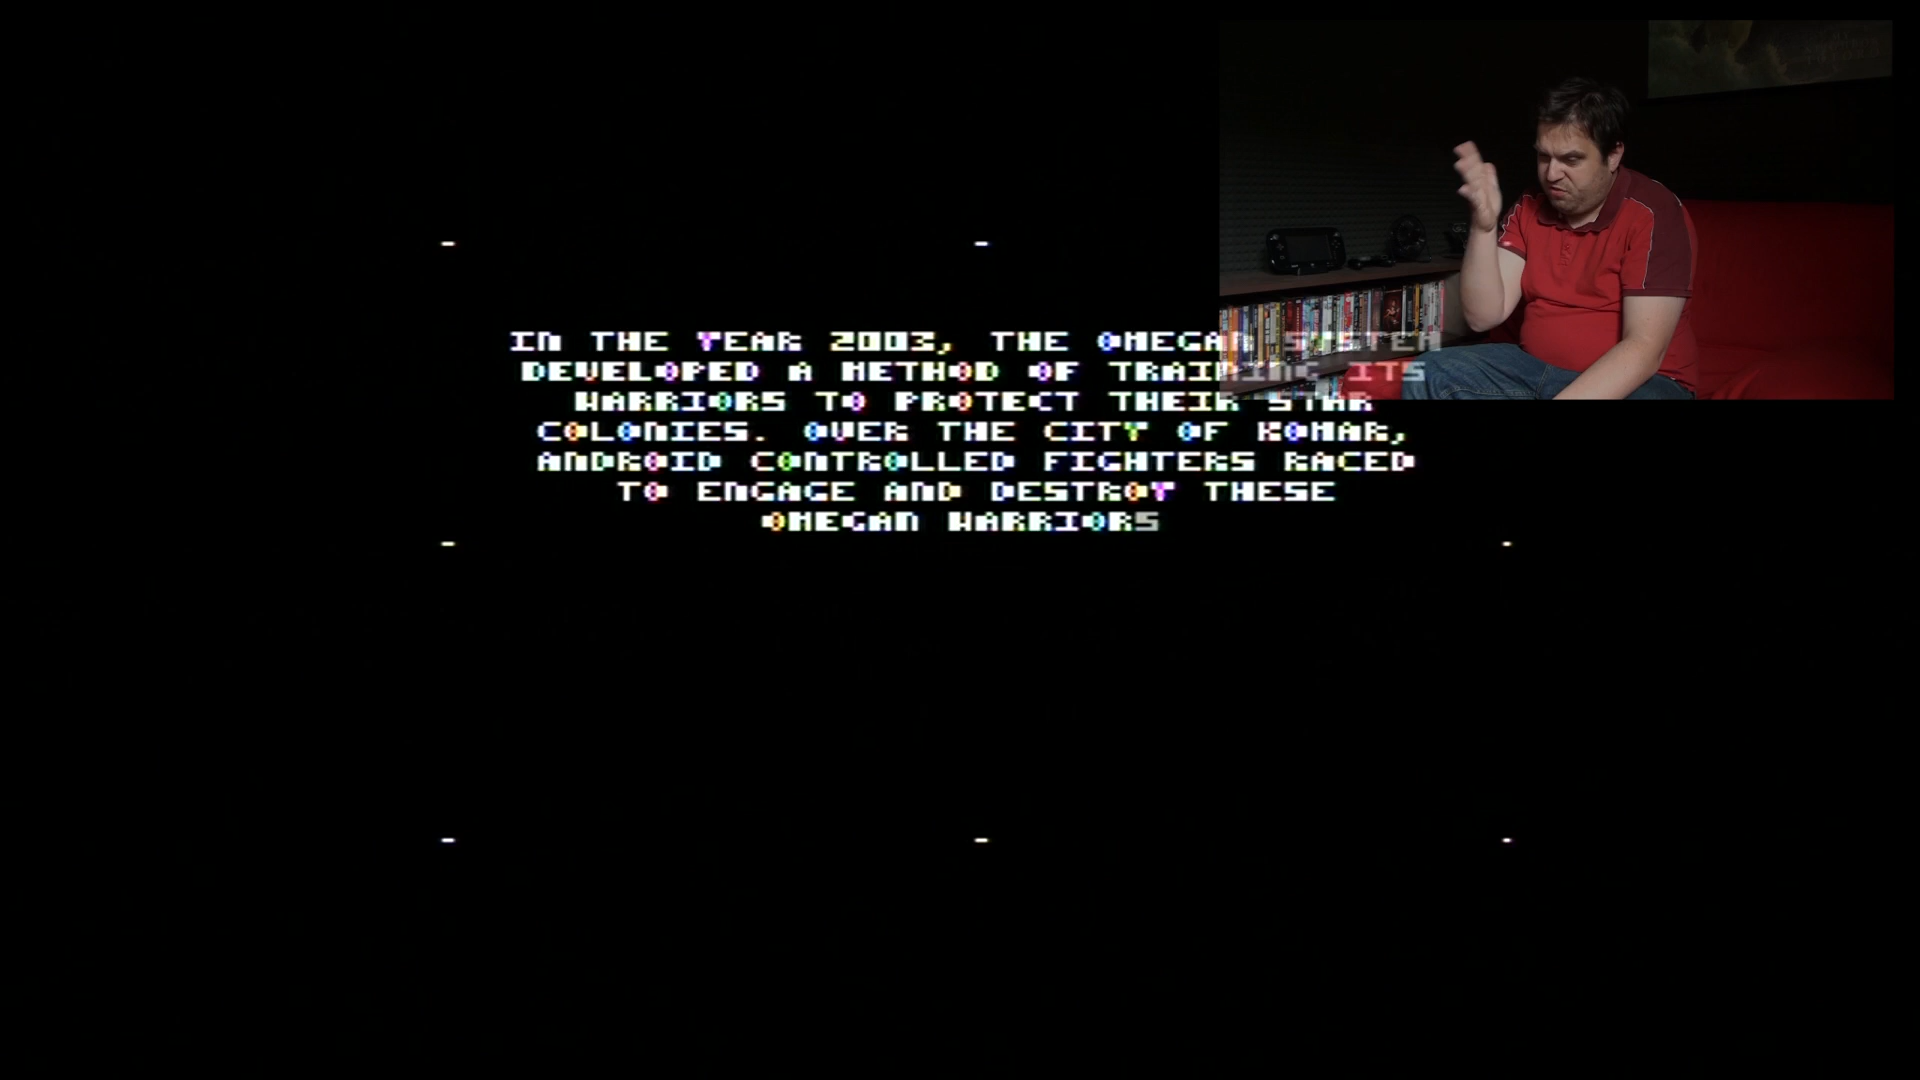 IN THE YEAR 2003, THE OMEGAN SYSTEM
DEVELOPED A METHOD OF TRAINING ITS
WARRIORS TO PROTECT THEIR STAR
COLONIES. OVER THE CITY OF KOMAR,
ANDROID CONTROLLED FIGHTERS RACED
TO ENGAGE AND DESTROY THESE
OMEGAN WARRIORS